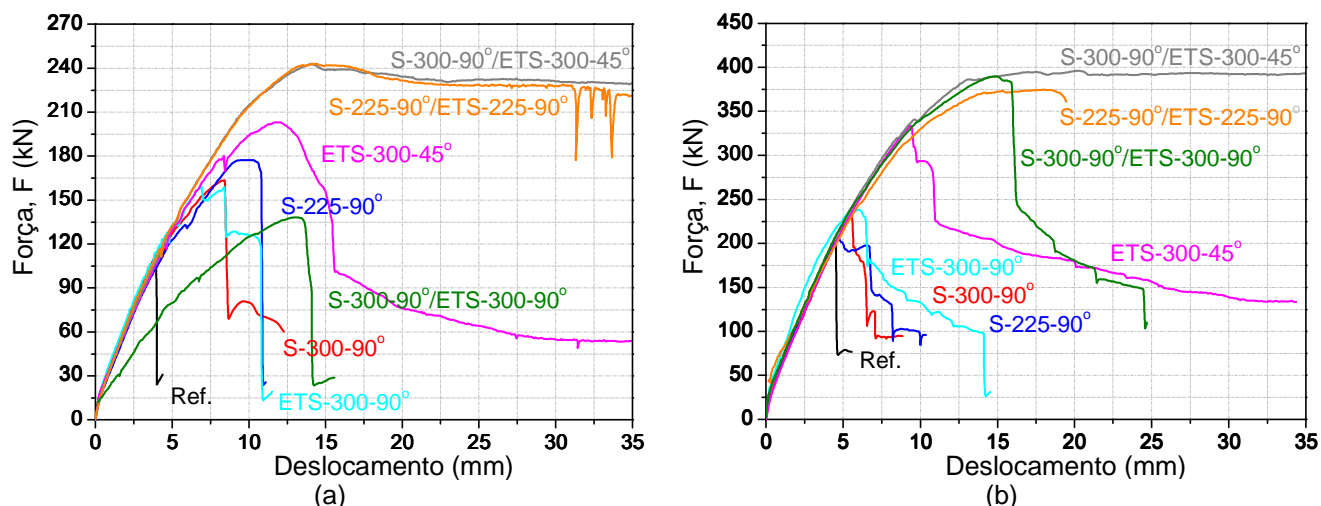 270
240
210
180
150
120
90
60
30
0
Força, F (kN)
S-300-90°/ETS-300-45°
S-225-90°/ETS-225-90°
ETS-300-45°
S-225-90°
S-300-90°/ETS-300-90°
S-300-90°
Ref.
ETS-300-90°
0 5 10 15 20 25 30 35
Deslocamento (mm)
(a)
450
400
350
300
250
200
150
100
50
0
Força, F (kN)
S-300-90°/ETS-300-45°
S-225-90°/ETS-225-90°
S-300-90°/ETS-300-90°
ETS-300-45°
ETS-300-90°
S-300-90°
S-225-90°
Ref.
0 5 10 15 20 25 30 35
Deslocamento (mm)
(b)